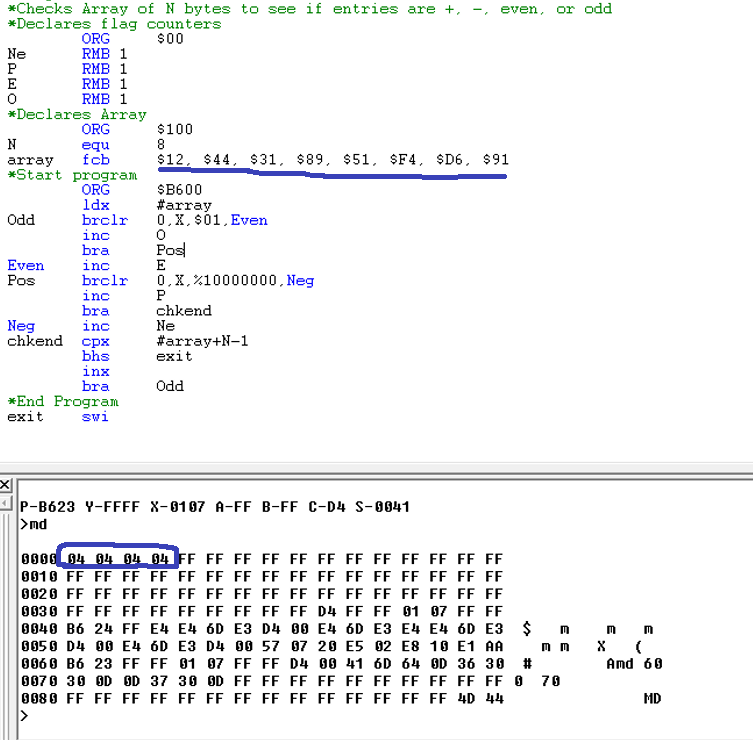 *Checks Array of N bytes to see if entries are +, -, even, or odd
*Declares flag counters
ORG $00
Ne RMB 1
P RMB 1
E RMB 1
O RMB 1
*Declares Array
ORG $100
N equ 8
array fcb $12, $44, $31, $89, $51, $F4, $D6, $91
*Start program
ORG $B600
ldx #array
Odd brclr 0,X,$01,Even
inc O
bra Pos
Even inc E
Pos brclr 0,X,%10000000,Neg
inc P
bra chkend
Neg inc Ne
chkend cpx #array+N-1
bhs exit
inx
bra Odd
*End Program
exit swi
P-B623 Y-FFFF X-0107 A-FF B-FF C-D4 S-0041
>md
0000 04 04 04 04 FF FF FF FF FF FF FF FF FF FF FF FF
0010 FF FF FF FF FF FF FF FF FF FF FF FF FF FF FF FF
0020 FF FF FF FF FF FF FF FF FF FF FF FF FF FF FF FF
0030 FF FF FF FF FF FF FF FF FF D4 FF FF 01 07 FF FF
0040 B6 24 FF E4 E4 6D E3 D4 00 E4 6D E3 E4 E4 6D E3 $ m m m
0050 D4 00 E4 6D E3 D4 00 57 07 20 E5 02 E8 10 E1 AA m m X (
0060 B6 23 FF FF 01 07 FF FF D4 00 41 6D 64 0D 36 30 # Amd 60
0070 30 0D 0D 37 30 0D FF FF FF FF FF FF FF FF FF FF 0 70
0080 FF FF FF FF FF FF FF FF FF FF FF FF FF FF 4D 44 MD
>